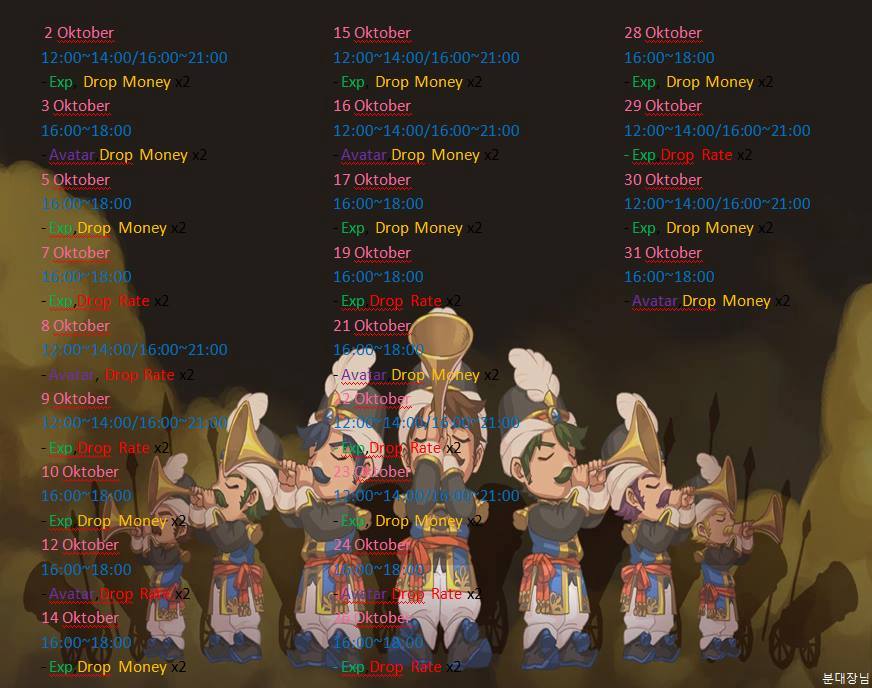 2 Oktober
12:00~14:00/16:00~21:00
- Exp, Drop Money x2
3 Oktober
16:00~18:00
- Avatar,Drop Money x2
5 Oktober
16:00~18:00
- Exp,Drop Money x2
7 Oktober
16:00~18:00
- Exp,Drop Rate x2
8 Oktober
12:00~14:00/16:00~21:00
- Avatar, Drop Rate x2
9 Oktober
12:00~14:00/16:00~21:00
- Exp,Drop Rate x2
10 Oktober
16:00~18:00
- Exp,Drop Money x2
12 Oktober
16:00~18:00
- Avatar,Drop Rate x2
14 Oktober
16:00~18:00
- Exp,Drop Money x2
15 Oktober
12:00~14:00/16:00~21:00
- Exp, Drop Money x2
16 Oktober
12:00~14:00/16:00~21:00
- Avatar,Drop Money x2
17 Oktober
16:00~18:00
- Exp, Drop Money x2
19 Oktober
16:00~18:00
- Exp,Drop Rate x2
21 Oktober
16:00~18:00
- Avatar,Drop Money x2
22 Oktober
12:00~14:00/16:00~21:00
- Exp,Drop Rate x2
23 Oktober
12:00~14:00/16:00~21:00
- Exp, Drop Money x2
24 Oktober
16:00~18:00
- Avatar,Drop Rate x2
26 Oktober
16:00~18:00
- Exp,Drop Rate x2
28 Oktober
16:00~18:00
- Exp, Drop Money x2
29 Oktober
12:00~14:00/16:00~21:00
- Exp,Drop Rate x2
30 Oktober
12:00~14:00/16:00~21:00
- Exp, Drop Money x2
31 Oktober
16:00~18:00
- Avatar,Drop Money x2
분대장님